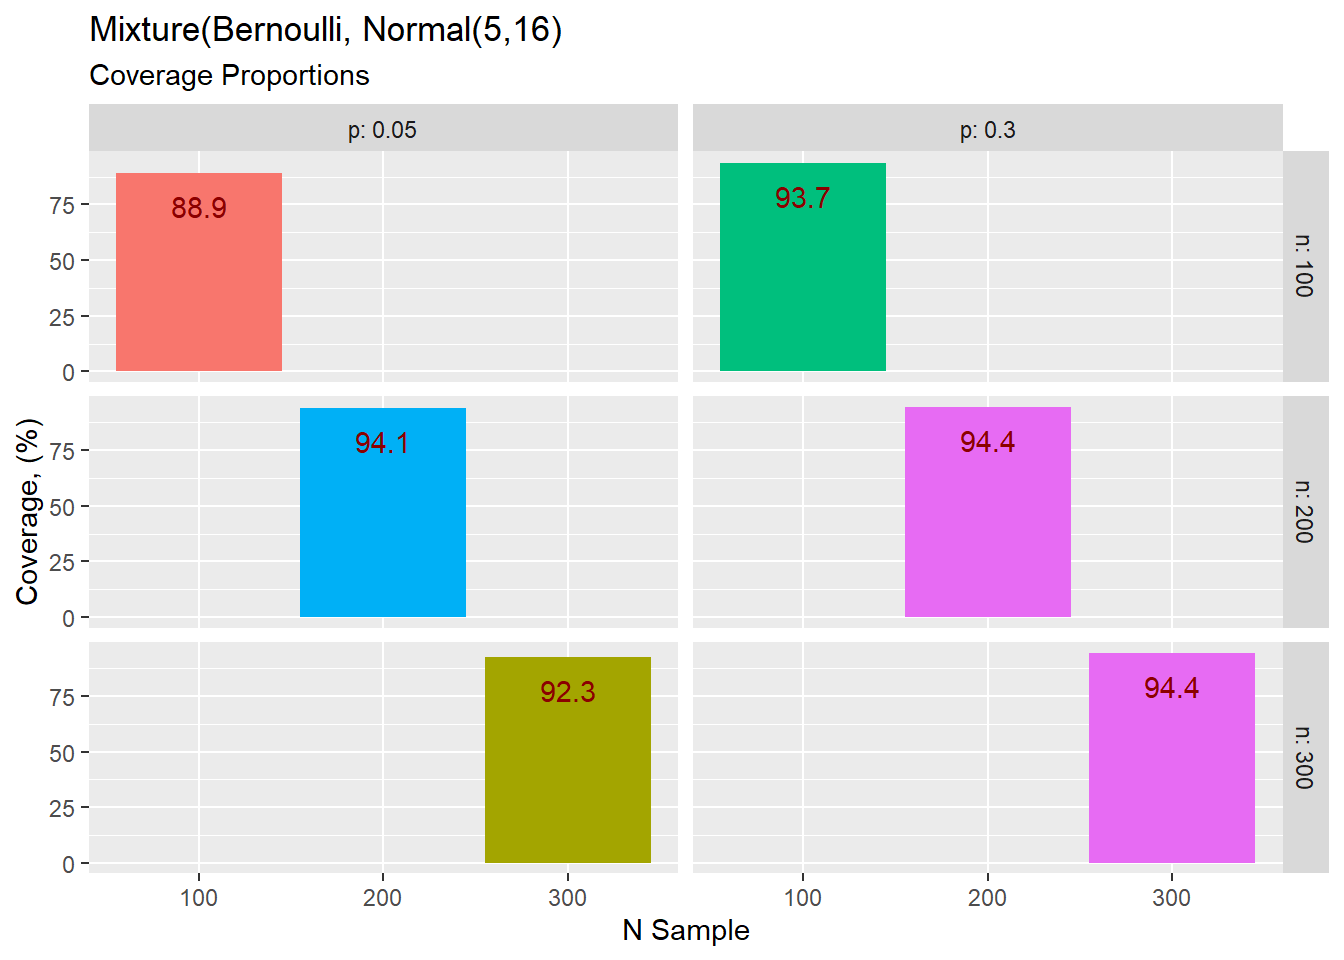 Mixture(Bernoulli, Normal(5,16)
Coverage Proportions
p: 0.05
p: 0.3
75
50
25
0
88.9
93.7
n: 100
75
50
25
0
94.1
94.4
n: 200
75
50
25
0
92.3
94.4
n: 300
Coverage, (%)
100
200
300
100
200
300
N Sample